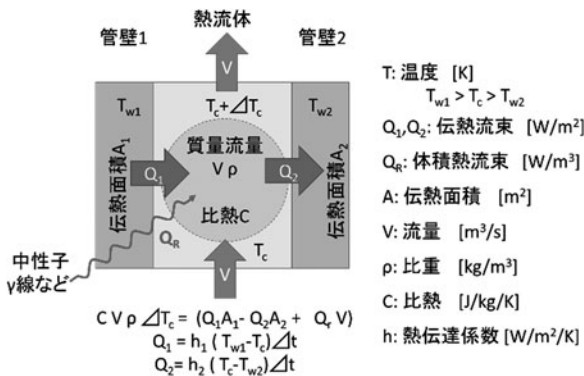 管壁1
熱流体
管壁2
V
T_w1
T_c+⊿T_c
T_w2
伝熱面積A_1
Q_1
質量流量
V ρ
比熱C
Q_2
伝熱面積A_2
Q_R
T_c
V
中性子
γ線など
C V ρ ⊿T_c = (Q_1A_1- Q_2A_2 + Q_r V)
Q_1 = h_1 ( T_w1-T_c)⊿t
Q_2= h_2 ( T_c-T_w2)⊿t
T: 温度 [K]
T_w1 > T_c > T_w2
Q_1,Q_2: 伝熱流束 [W/m²]
Q_R: 体積熱流束 [W/m³]
A: 伝熱面積 [m²]
V: 流量 [m³/s]
ρ: 比重 [kg/m³]
C: 比熱 [J/kg/K]
h: 熱伝達係数 [W/m²/K]